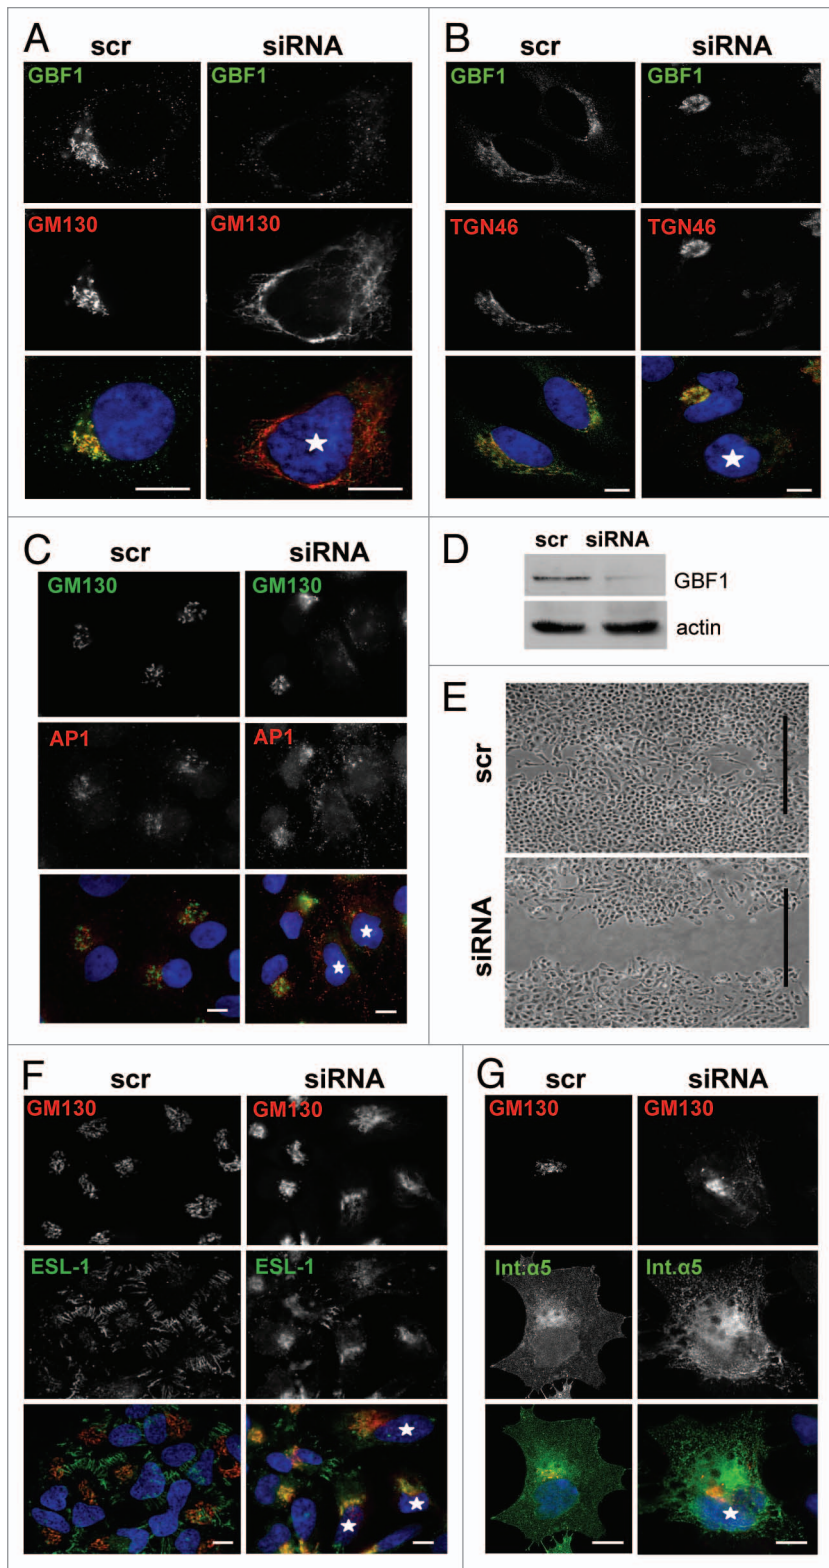 A
scr siRNA
GBF1 GBF1
GM130 GM130
B
scr siRNA
GBF1 GBF1
TGN46 TGN46
C
scr siRNA
GM130 GM130
AP1 AP1
D
scr siRNA
GBF1
actin
E
scr
siRNA
F
scr siRNA
GM130 GM130
ESL-1 ESL-1
G
scr siRNA
GM130 GM130
Int.α5 Int.α5